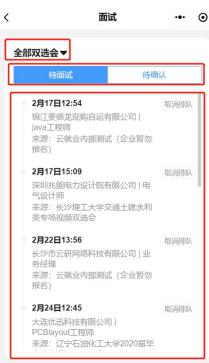 面试
全部双选会
待面试 待确认
2月17日12:54 取消排队
锦江麦德龙现购自运有限公司 |
java工程师
来源：云就业内部测试（企业暂勿
报名）
2月17日15:09 取消排队
深圳兆能电力设计院有限公司 | 电
气设计师
来源：长沙理工大学交通土建水利
类专场视频双选会
2月22日13:56 取消排队
长沙市云研网络科技有限公司 | 业
务经理
来源：云就业内部测试（企业暂勿
报名）
2月24日12:45 取消排队
大连优迅科技有限公司 |
PCBlayout工程师
来源：辽宁石油化工大学2020届毕